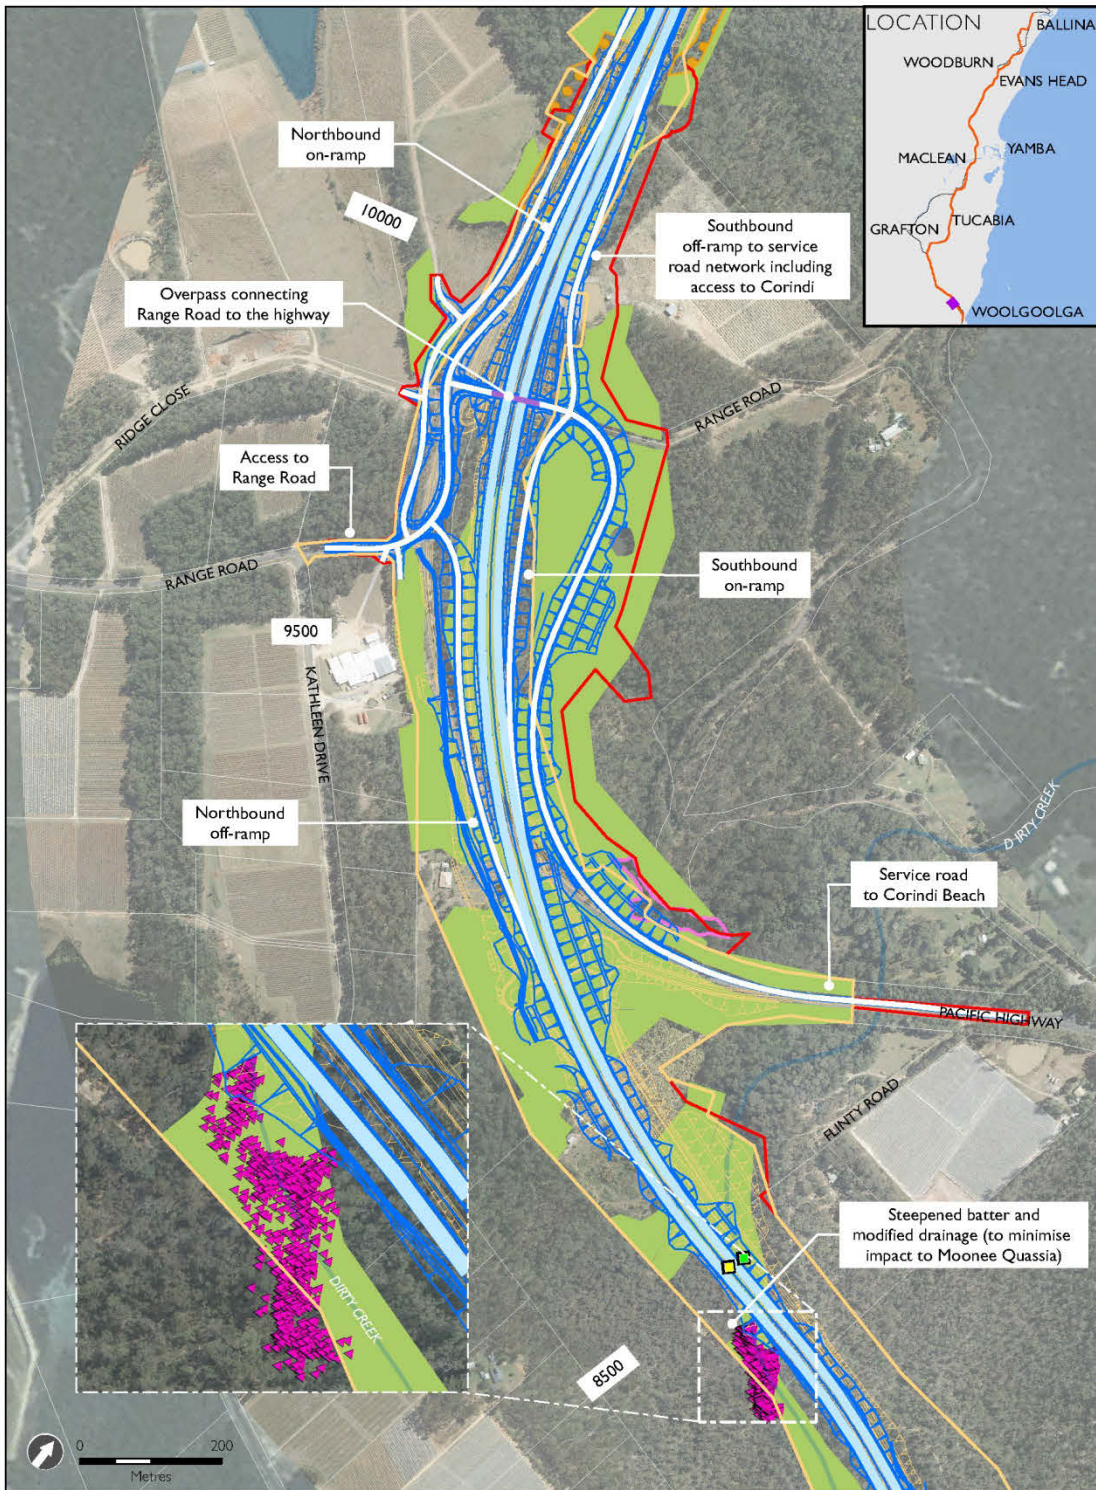 LOCATION
BALLINA
WOODBURN
EVANS HEAD
MACLEAN
YAMBA
GRAFTON
TUCABIA
WOOLGOOLGA
Northbound
on-ramp
10000
Southbound
off-ramp to service
road network including
access to Corindi
Overpass connecting
Range Road to the highway
RIDGE CLOSE
RANGE ROAD
Access to
Range Road
RANGE ROAD
Southbound
on-ramp
9500
KATHLEEN DRIVE
Northbound
off-ramp
DIRTY CREEK
Service road
to Corindi Beach
PACIFIC HIGHWAY
FLINTY ROAD
Steepened batter and
modified drainage (to minimise
impact to Moonee Quassia)
DIRTY CREEK
8500
0 200
Metres